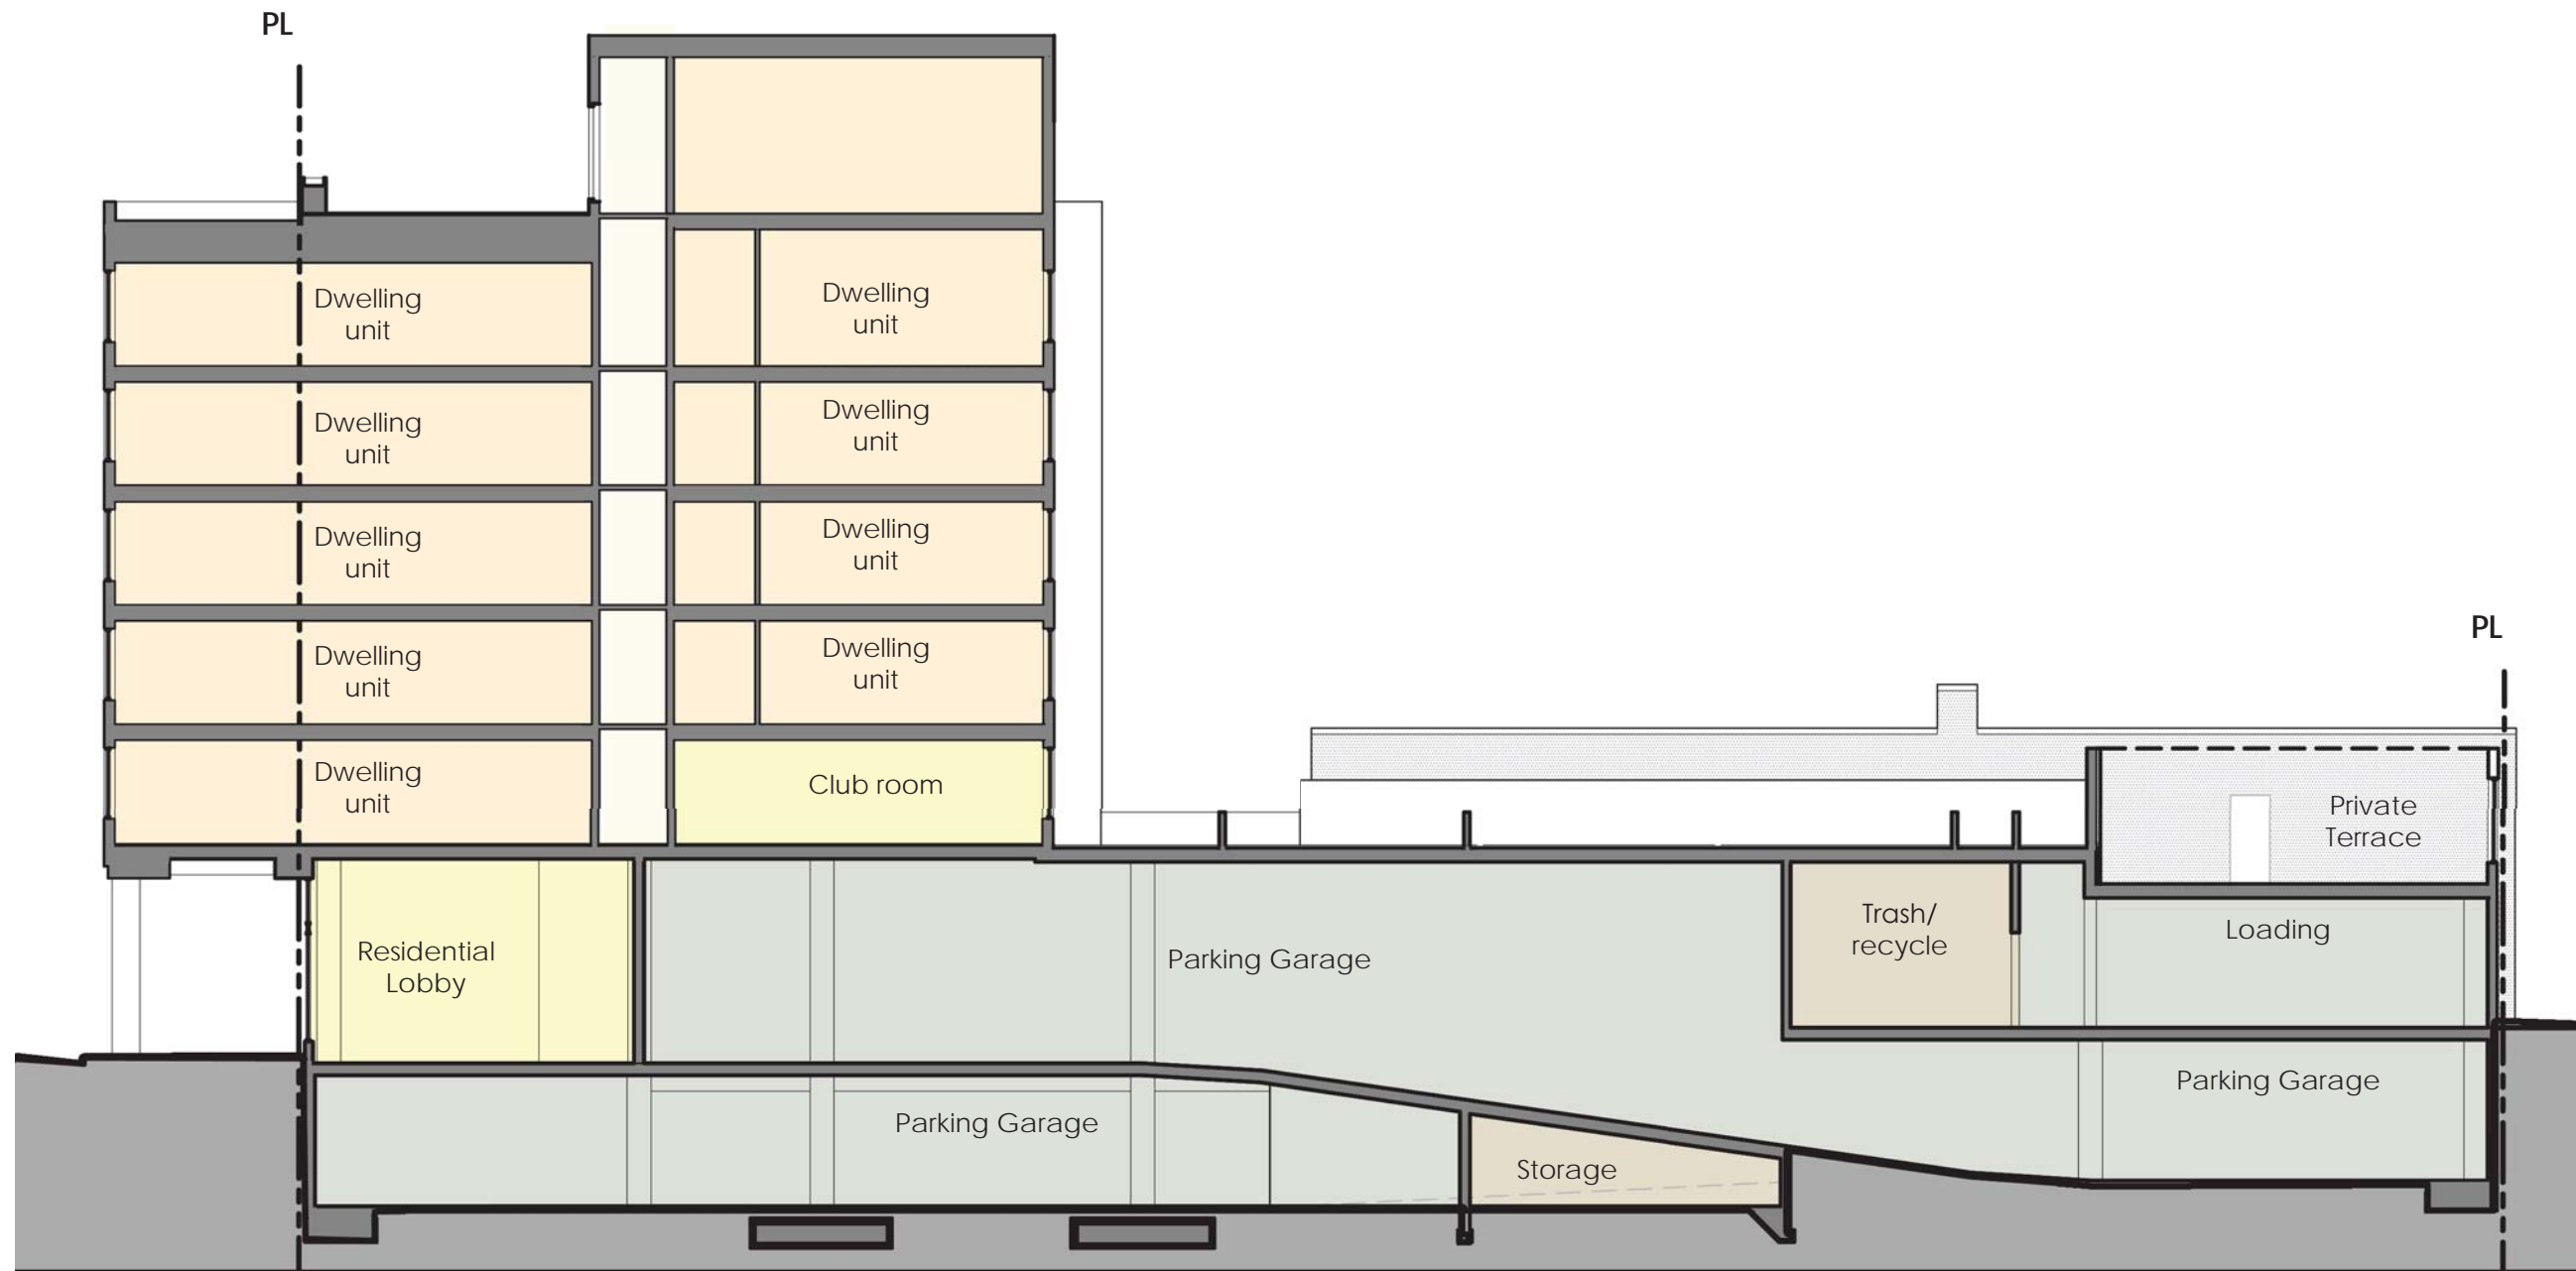 PL
Dwelling
unit
Dwelling
unit
Dwelling
unit
Dwelling
unit
Dwelling
unit
Dwelling
unit
Dwelling
unit
Dwelling
unit
PL
Dwelling
unit
Club room
Private
Terrace
Residential
Lobby
Parking Garage
Trash/
recycle
Loading
Parking Garage
Parking Garage
Storage